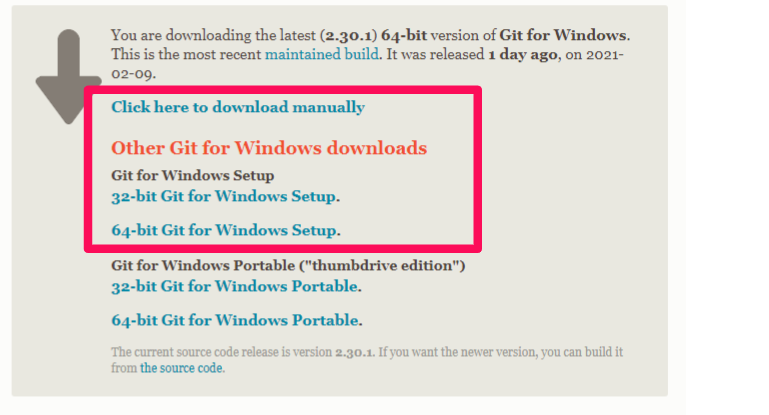 You are downloading the latest (2.30.1) 64-bit version of Git for Windows.
This is the most recent maintained build. It was released 1 day ago, on 2021-
02-09.
Click here to download manually
Other Git for Windows downloads
Git for Windows Setup
32-bit Git for Windows Setup.
64-bit Git for Windows Setup.
Git for Windows Portable ("thumbdrive edition")
32-bit Git for Windows Portable.
64-bit Git for Windows Portable.
The current source code release is version 2.30.1. If you want the newer version, you can build it
from the source code.